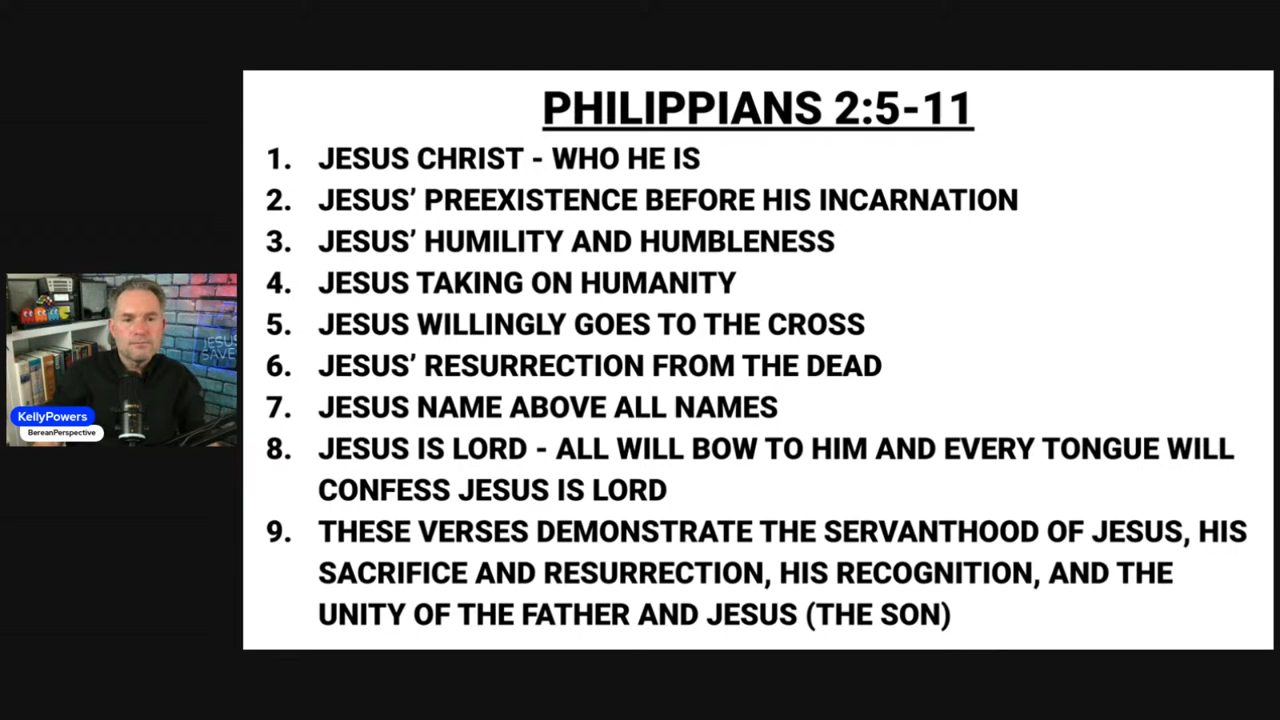 PHILIPPIANS 2:5-11
1. JESUS CHRIST - WHO HE IS
2. JESUS’ PREEXISTENCE BEFORE HIS INCARNATION
3. JESUS’ HUMILITY AND HUMBLENESS
4. JESUS TAKING ON HUMANITY
5. JESUS WILLINGLY GOES TO THE CROSS
6. JESUS’ RESURRECTION FROM THE DEAD
7. JESUS NAME ABOVE ALL NAMES
8. JESUS IS LORD - ALL WILL BOW TO HIM AND EVERY TONGUE WILL
CONFESS JESUS IS LORD
9. THESE VERSES DEMONSTRATE THE SERVANTHOOD OF JESUS, HIS
SACRIFICE AND RESURRECTION, HIS RECOGNITION, AND THE
UNITY OF THE FATHER AND JESUS (THE SON)
JESUS
SAVES
KellyPowers
BereanPerspective